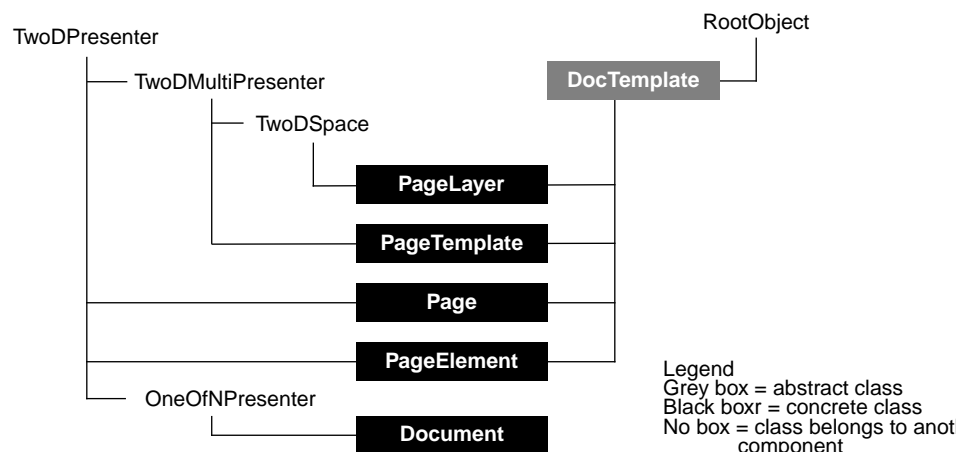 RootObject
TwoDPresenter
TwoDMultiPresenter
DocTemplate
TwoDSpace
PageLayer
PageTemplate
Page
PageElement
Legend
Grey box = abstract class
OneOfNPresenter
Black boxr = concrete class
No box = class belongs to anoth
Document
component